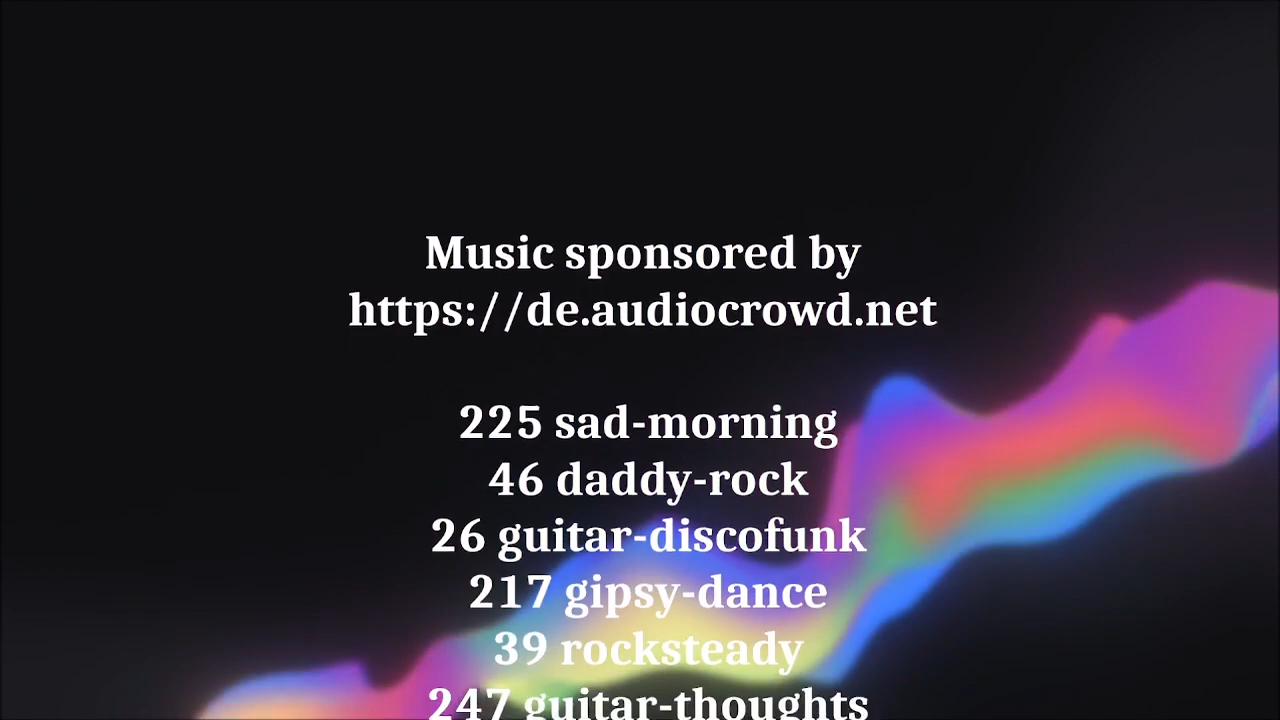 Music sponsored by
https://de.audiocrowd.net
225 sad-morning
46 daddy-rock
26 guitar-discofunk
217 gipsy-dance
39 rocksteady
247 guitar-thoughts